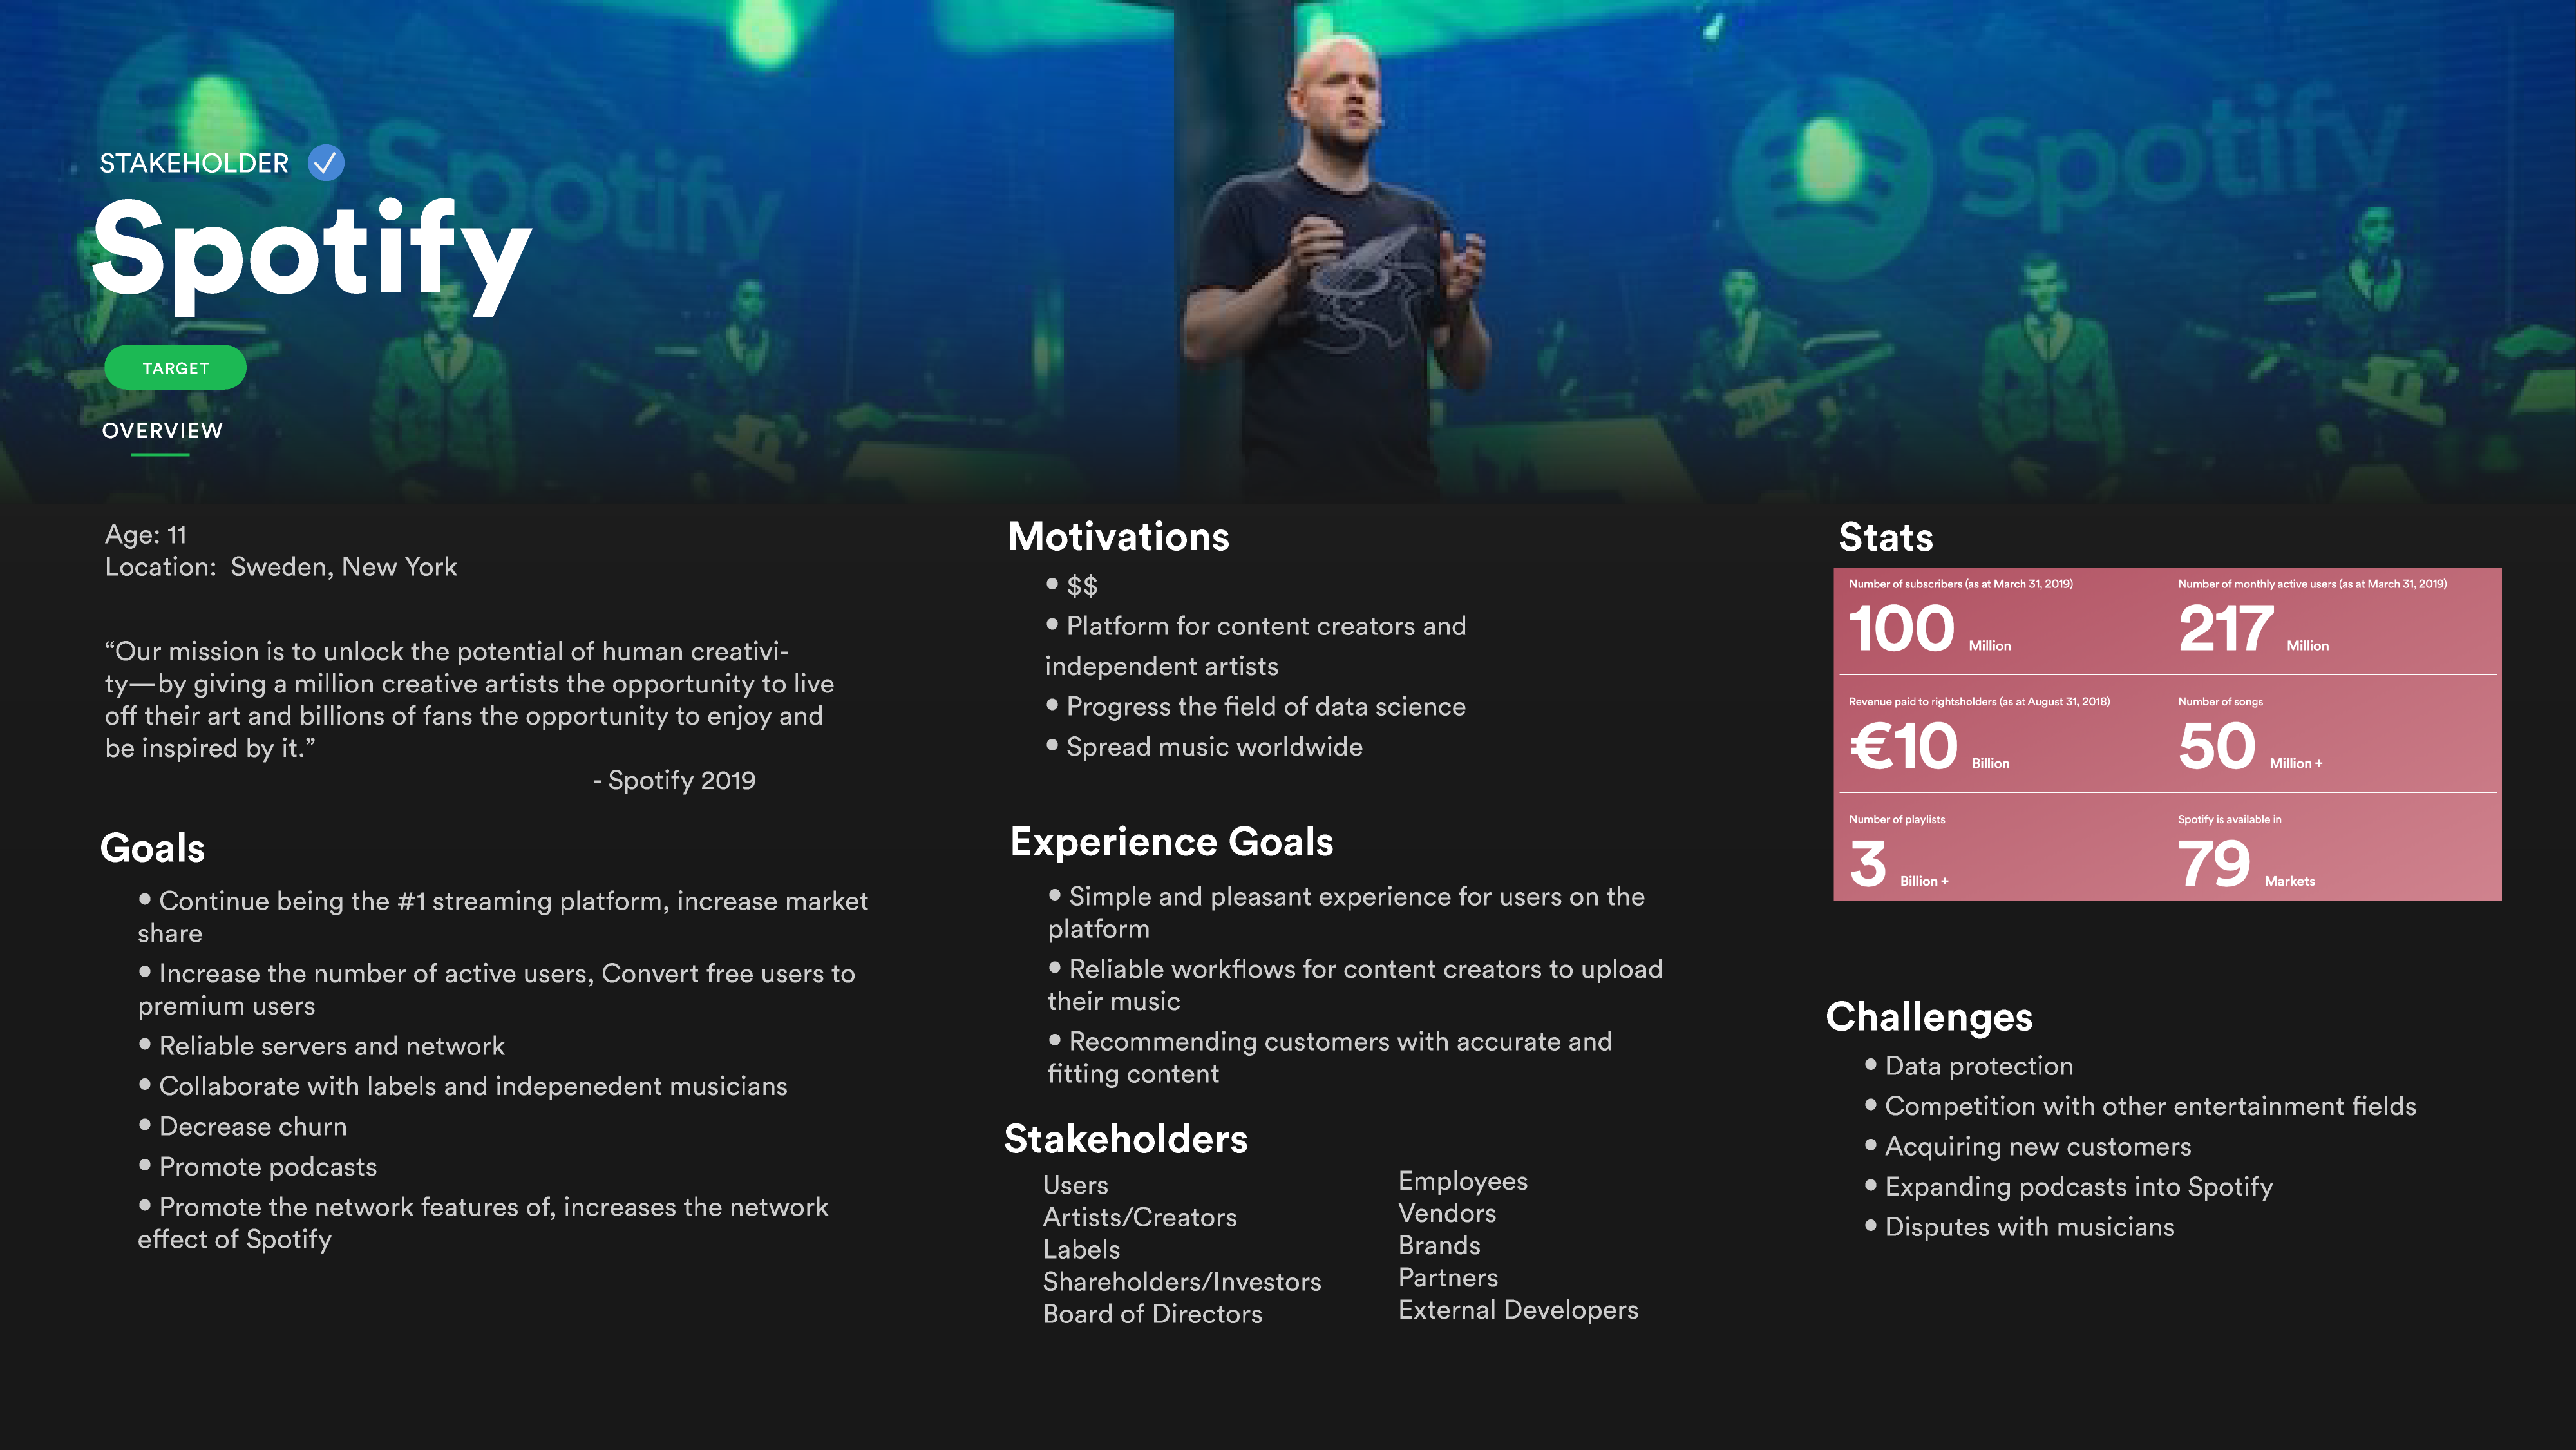 Spotify
Spotify
STAKEHOLDER
Spotify
TARGET
OVERVIEW
Age: 11
Location: Sweden, New York
“Our mission is to unlock the potential of human creativi-
ty—by giving a million creative artists the opportunity to live
off their art and billions of fans the opportunity to enjoy and
be inspired by it.”
- Spotify 2019
Goals
• Continue being the #1 streaming platform, increase market
share
• Increase the number of active users, Convert free users to
premium users
• Reliable servers and network
• Collaborate with labels and indepenedent musicians
• Decrease churn
• Promote podcasts
• Promote the network features of, increases the network
effect of Spotify
Motivations
• $$
• Platform for content creators and
independent artists
• Progress the field of data science
• Spread music worldwide
Experience Goals
• Simple and pleasant experience for users on the
platform
• Reliable workflows for content creators to upload
their music
• Recommending customers with accurate and
fitting content
Stakeholders
Users
Artists/Creators
Labels
Shareholders/Investors
Board of Directors
Employees
Vendors
Brands
Partners
External Developers
Stats
Number of subscribers (as at March 31, 2019)
100 Million
Number of monthly active users (as at March 31, 2019)
217 Million
Revenue paid to rightsholders (as at August 31, 2018)
€10 Billion
Number of songs
50 Million +
Number of playlists
3 Billion +
Spotify is available in
79 Markets
Challenges
• Data protection
• Competition with other entertainment fields
• Acquiring new customers
• Expanding podcasts into Spotify
• Disputes with musicians